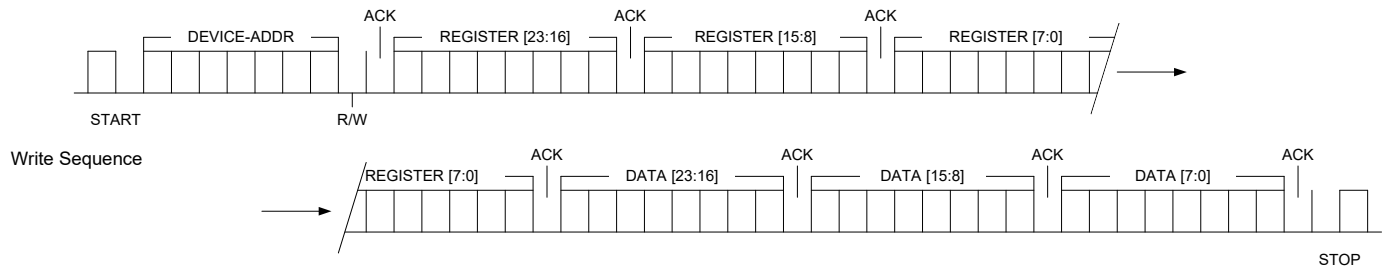 ACK ACK ACK
DEVICE-ADDR REGISTER [23:16] REGISTER [15:8] REGISTER [7:0]
START R/W
Write Sequence
ACK ACK ACK ACK
REGISTER [7:0] DATA [23:16] DATA [15:8] DATA [7:0]
STOP